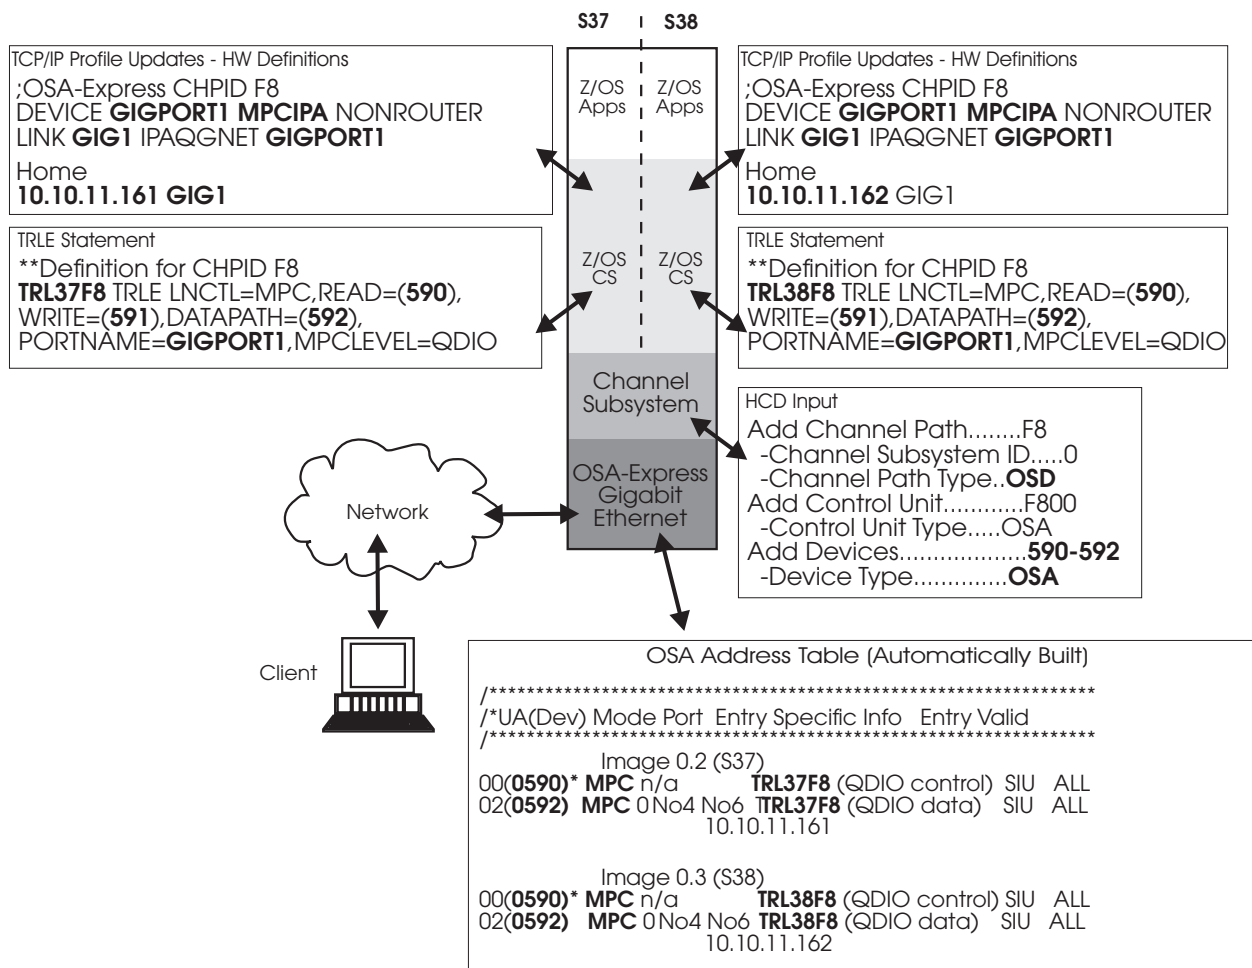 S37
S38
TCP/IP Profile Updates - HW Definitions
;OSA-Express CHPID F8
DEVICE GIGPORT1 MPCIPA NONROUTER
LINK GIG1 IPAQGNET GIGPORT1
Home
10.10.11.161 GIG1
Z/OS
Apps
Z/OS
Apps
TCP/IP Profile Updates - HW Definitions
;OSA-Express CHPID F8
DEVICE GIGPORT1 MPCIPA NONROUTER
LINK GIG1 IPAQGNET GIGPORT1
Home
10.10.11.162 GIG1
TRLE Statement
**Definition for CHPID F8
TRL37F8 TRLE LNCTL=MPC,READ=(590),
WRITE=(591),DATAPATH=(592),
PORTNAME=GIGPORT1,MPCLEVEL=QDIO
Z/OS
CS
Z/OS
CS
TRLE Statement
**Definition for CHPID F8
TRL38F8 TRLE LNCTL=MPC,READ=(590),
WRITE=(591),DATAPATH=(592),
PORTNAME=GIGPORT1,MPCLEVEL=QDIO
Channel
Subsystem
HCD Input
Add Channel Path........F8
-Channel Subsystem ID.....0
-Channel Path Type..OSD
Add Control Unit............F800
-Control Unit Type.....OSA
Add Devices...................590-592
-Device Type..............OSA
OSA-Express
Gigabit
Ethernet
Network
Client
OSA Address Table (Automatically Built)
/*****************************************************************
/*UA(Dev) Mode Port Entry Specific Info Entry Valid
/*****************************************************************
Image 0.2 (S37)
00(0590)* MPC n/a TRL37F8 (QDIO control) SIU ALL
02(0592) MPC 0 No4 No6 TTRL37F8 (QDIO data) SIU ALL
10.10.11.161
Image 0.3 (S38)
00(0590)* MPC n/a TRL38F8 (QDIO control) SIU ALL
02(0592) MPC 0 No4 No6 TRL38F8 (QDIO data) SIU ALL
10.10.11.162